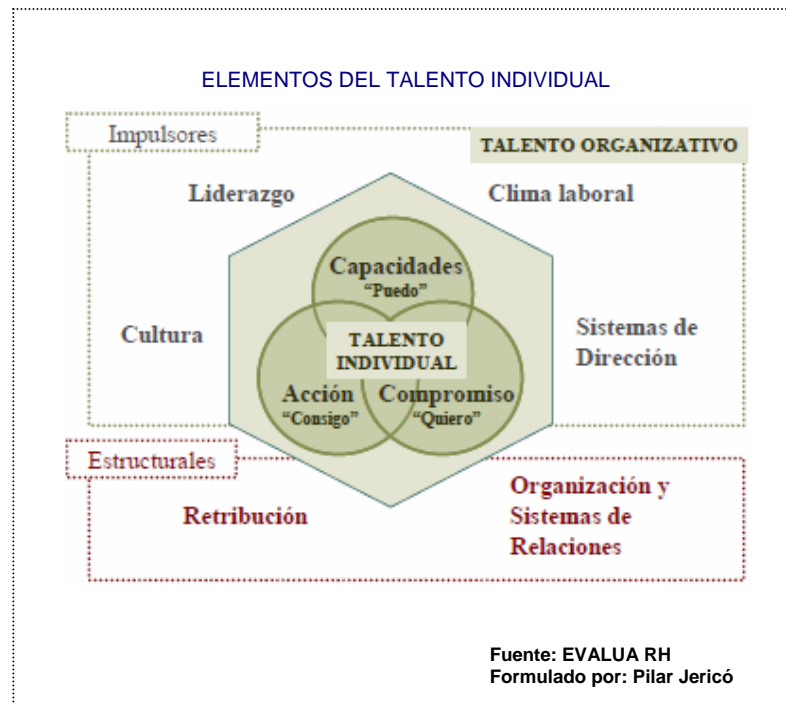 ELEMENTOS DEL TALENTO INDIVIDUAL
Impulsores
TALENTO ORGANIZATIVO
Liderazgo
Clima laboral
Capacidades
“Puedo”
Cultura
TALENTO
INDIVIDUAL
Sistemas de
Dirección
Acción
“Consigo”
Compromiso
“Quiero”
Estructurales
Retribución
Organización y
Sistemas de
Relaciones
Fuente: EVALUA RH
Formulado por: Pilar Jericó